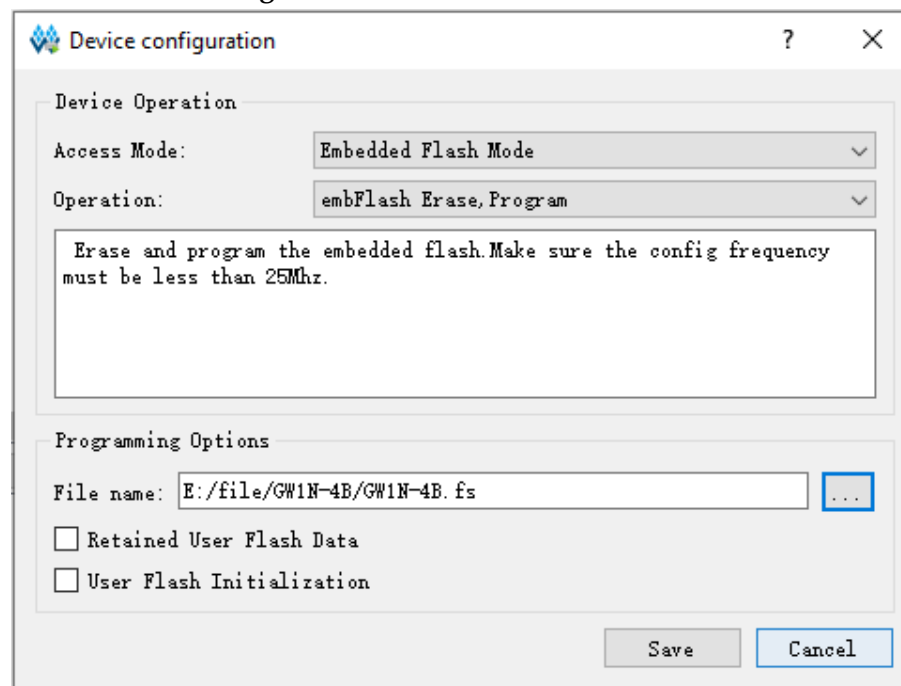 Device configuration
?
Device Operation
Access Mode:
Embedded Flash Mode
Operation:
embFlash Erase,Program
Erase and program the embedded flash.Make sure the config frequency
must be less than 25Mhz.
Programming Options
File name:
E:/file/GW1N-4B/GW1N-4B.fs
...
Retained User Flash Data
User Flash Initialization
Save
Cancel